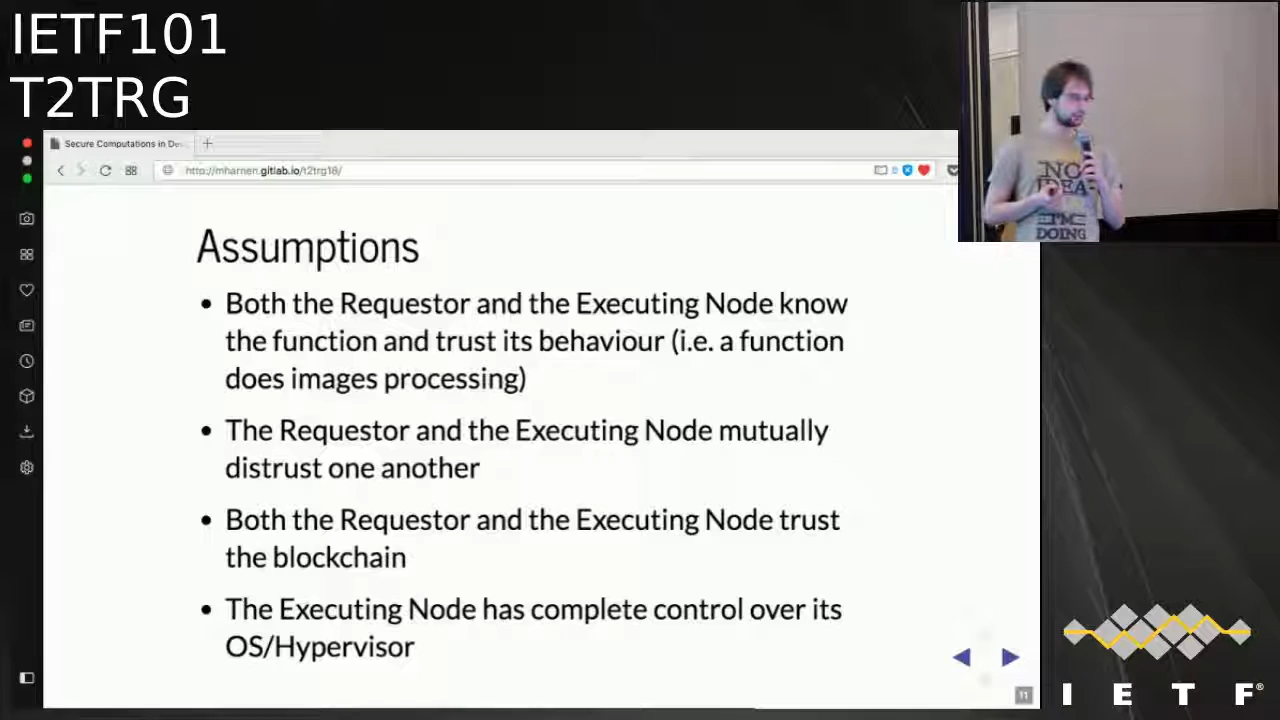 IETF101
T2TRG
Secure Computations in De
http://mharnen.gitlab.io/t2trg18/
NO
IDEA
I'M
DOING
Assumptions
• Both the Requestor and the Executing Node know
the function and trust its behaviour (i.e. a function
does images processing)
• The Requestor and the Executing Node mutually
distrust one another
• Both the Requestor and the Executing Node trust
the blockchain
• The Executing Node has complete control over its
OS/Hypervisor
11
I E T F®